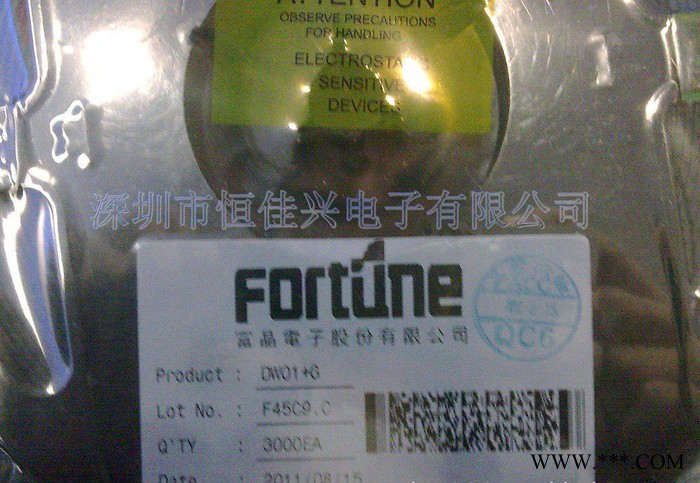 ATTENTION
OBSERVE PRECAUTIONS
FOR HANDLING
ELECTROSTATIC
SENSITIVE
DEVICES
深圳市恒佳兴电子有限公司
FORTUNE
富晶電子股份有限公司
QC6
Product : DW01+G
Lot No. : F45C9.C
Q'TY : 3000EA
Date : 2011/08/15
WWW.***.COM